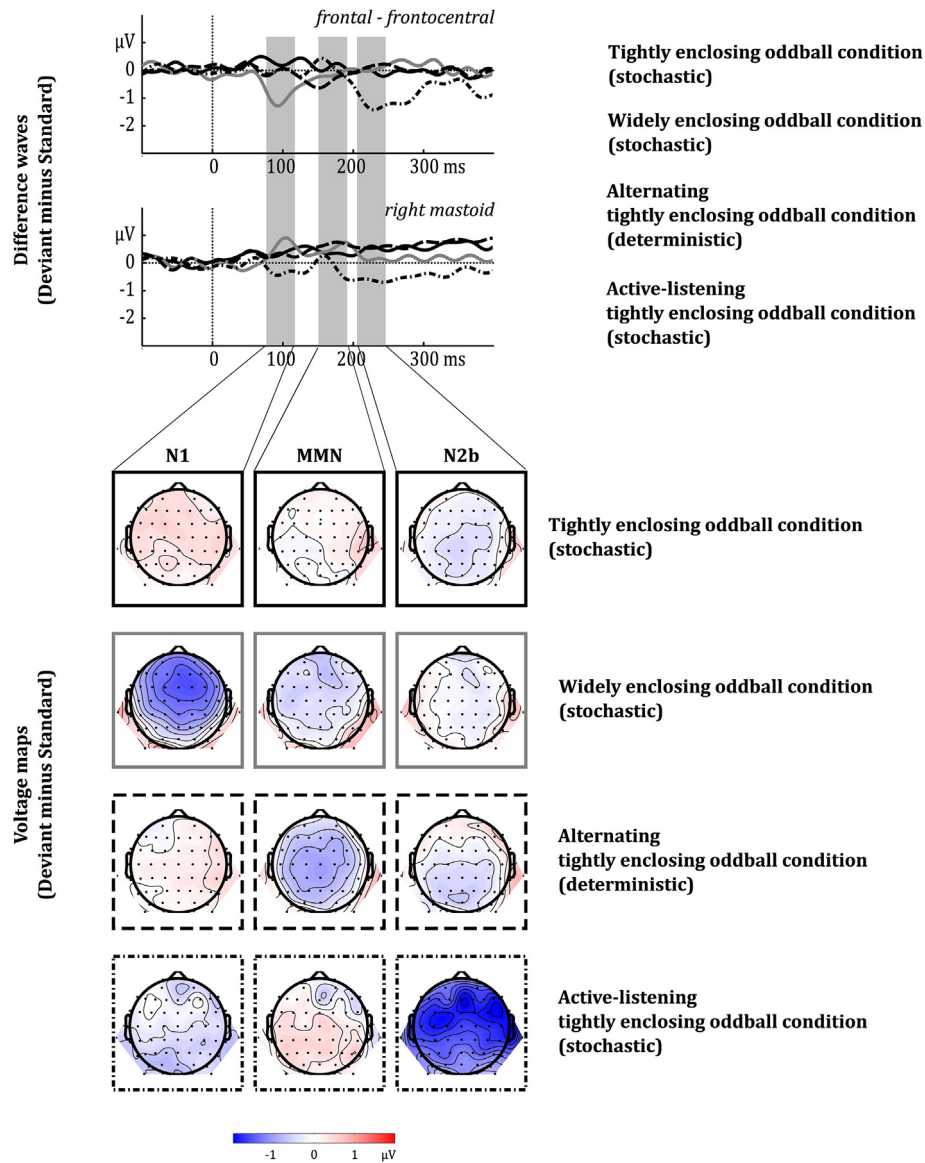 frontal - frontocentral
μV
0
-1
-2
0 100 200 300 ms
right mastoid
μV
0
-1
-2
0 100 200 300 ms
Difference waves
(Deviant minus Standard)
Tightly enclosing oddball condition
(stochastic)
Widely enclosing oddball condition
(stochastic)
Alternating
tightly enclosing oddball condition
(deterministic)
Active-listening
tightly enclosing oddball condition
(stochastic)
N1 MMN N2b
Voltage maps
(Deviant minus Standard)
Tightly enclosing oddball condition
(stochastic)
Widely enclosing oddball condition
(stochastic)
Alternating
tightly enclosing oddball condition
(deterministic)
Active-listening
tightly enclosing oddball condition
(stochastic)
-1 0 1 μV